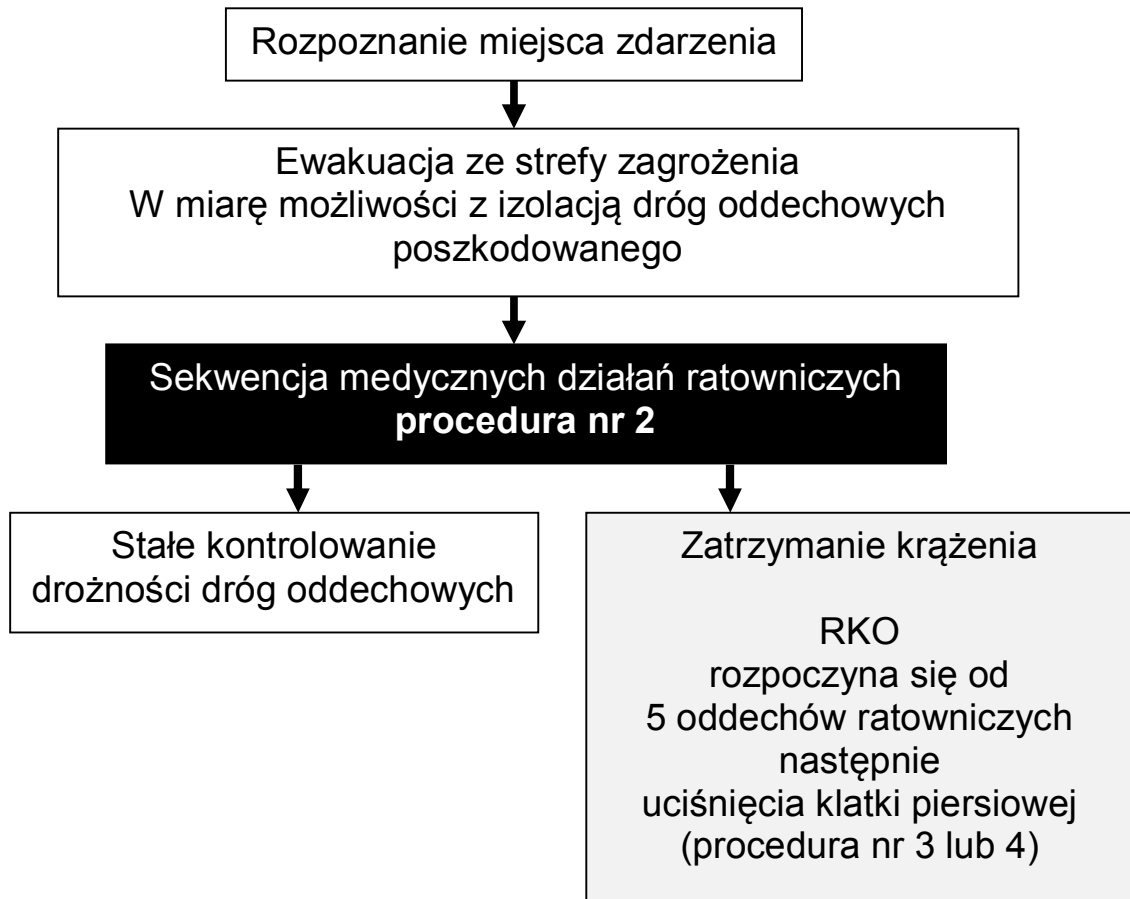 Rozpoznanie miejsca zdarzenia
Ewakuacja ze strefy zagrożenia
W miarę możliwości z izolacją dróg oddechowych
poszkodowanego
Sekwencja medycznych działań ratowniczych
procedura nr 2
Stałe kontrolowanie
drożności dróg oddechowych
Zatrzymanie krążenia
RKO
rozpoczyna się od
5 oddechów ratowniczych
następnie
uciśnięcia klatki piersiowej
(procedura nr 3 lub 4)